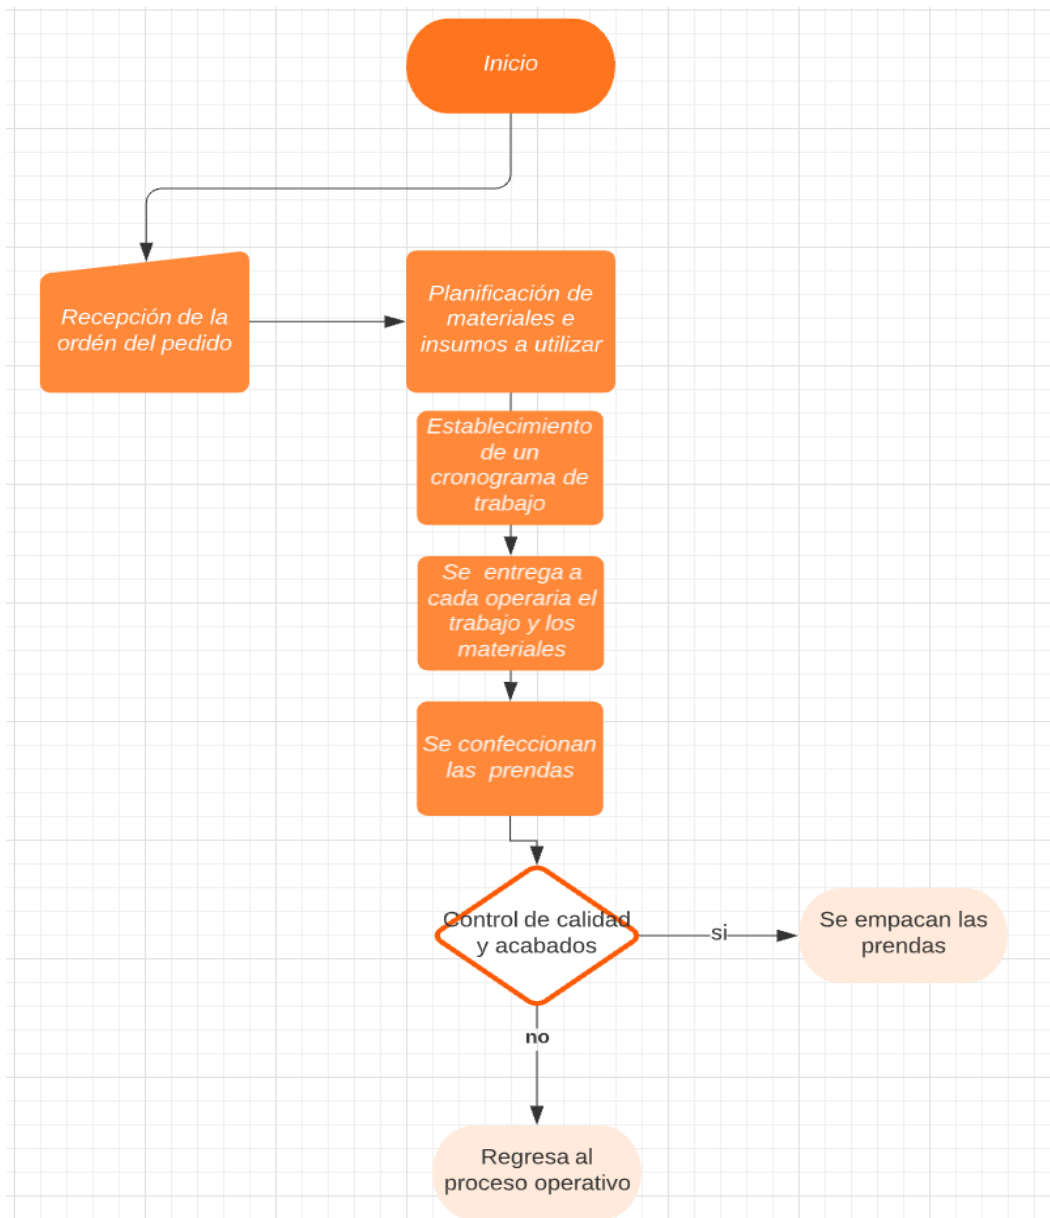 Inicio
Recepción de la
ordén del pedido
Planificación de
materiales e
insumos a utilizar
Establecimiento
de un
cronograma de
trabajo
Se entrega a
cada operaria el
trabajo y los
materiales
Se confeccionan
las prendas
Control de calidad
y acabados
si
Se empacan las
prendas
no
Regresa al
proceso operativo